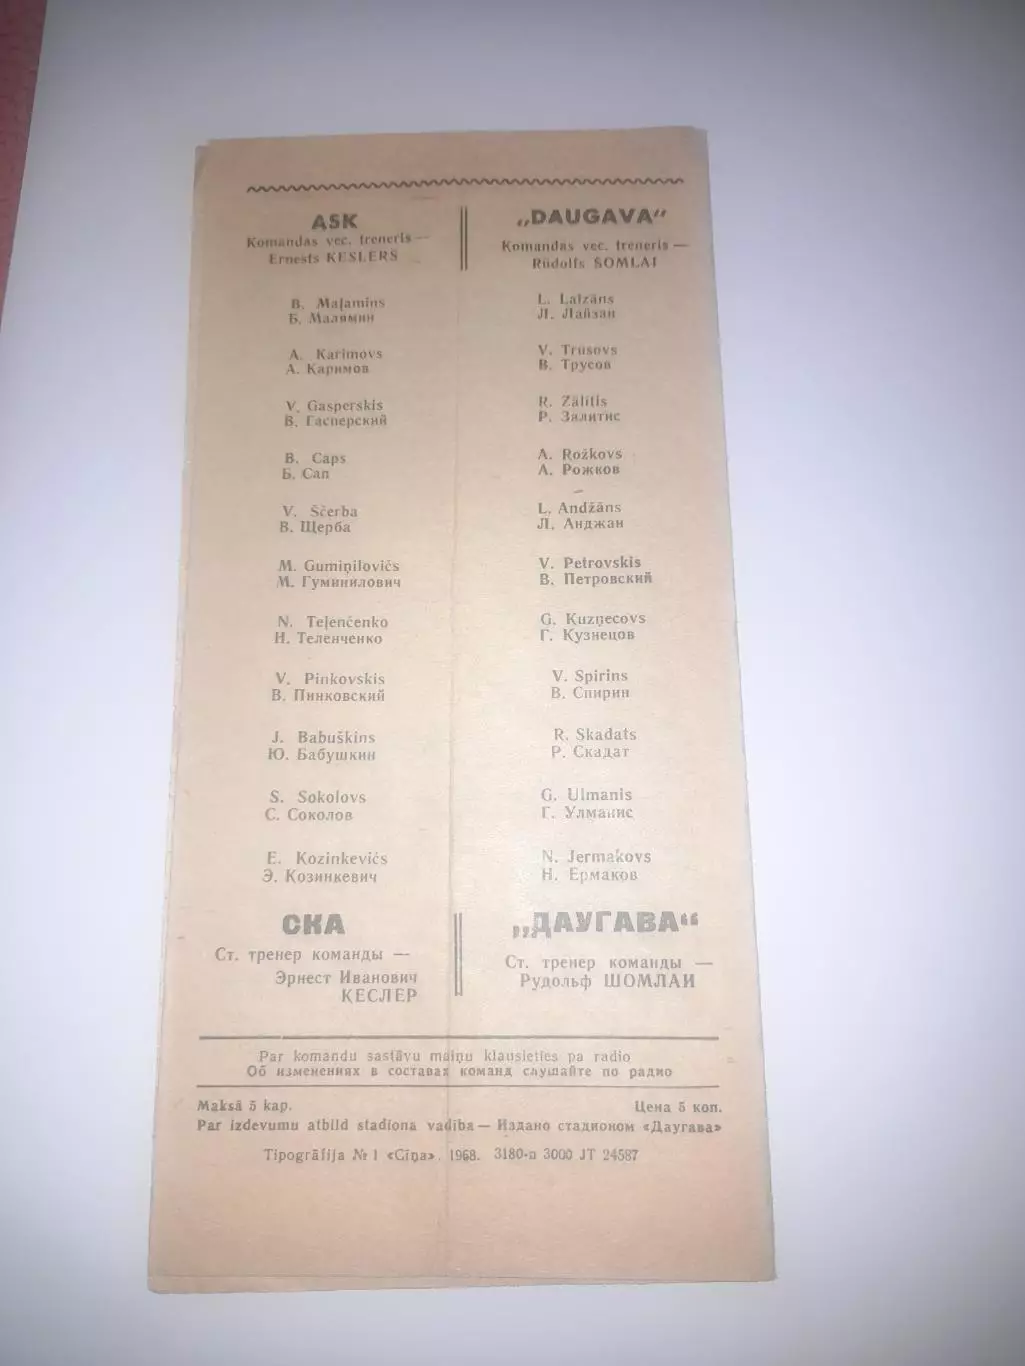 ASK
Komandas vec. treneris —
Ernests KESLERS
B. Maļamins
Б. Малямин
A. Karimovs
А. Каримов
V. Gasperskis
В. Гасперский
B. Caps
Б. Сап
V. Ščerba
В. Щерба
M. Gumiņilovičs
М. Гуминилович
N. Teļenčenko
Н. Теленченко
V. Pinkovskis
В. Пинковский
J. Babuškins
Ю. Бабушкин
S. Sokolovs
С. Соколов
E. Kozinkevičs
Э. Козинкевич
СКА
Ст. тренер команды —
Эрнест Иванович
КЕСЛЕР
„DAUGAVA“
Komandas vec. treneris —
Rūdolfs ŠOMLAI
L. Laizāns
Л. Лайзан
V. Trusovs
В. Трусов
R. Zālītis
Р. Залитис
A. Rožkovs
А. Рожков
L. Andžāns
Л. Анджан
V. Petrovskis
В. Петровский
G. Kuzņecovs
Г. Кузнецов
V. Spirins
В. Спирин
R. Skadats
Р. Скадат
G. Ulmanis
Г. Улманис
N. Jermakovs
Н. Ермаков
„ДАУГАВА“
Ст. тренер команды —
Рудольф ШОМЛАИ
Par komandu sastāvu maiņu klausieties pa radio
Об изменениях в составах команд слушайте по радио
Maksā 5 kap. Цена 5 коп.
Par izdevumu atbild stadiona vadība — Издано стадионом «Даугава»
Tipogrāfija № 1 «Cīņa». 1968. 3180-n 3000 JT 24587